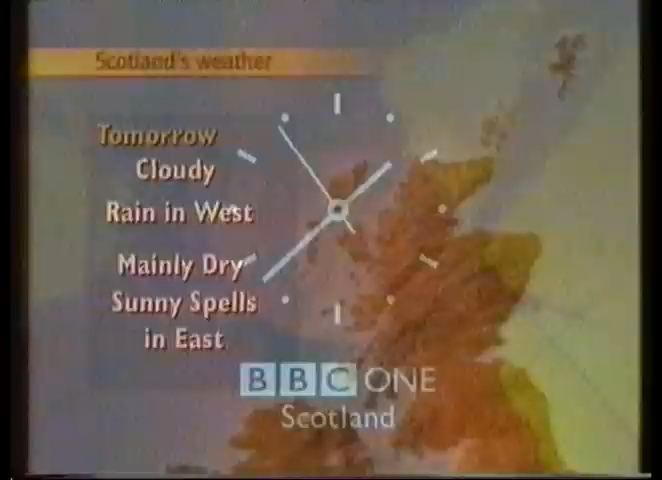 Scotland's weather
Tomorrow
Cloudy
Rain in West
Mainly Dry
Sunny Spells
in East
BBC ONE
Scotland